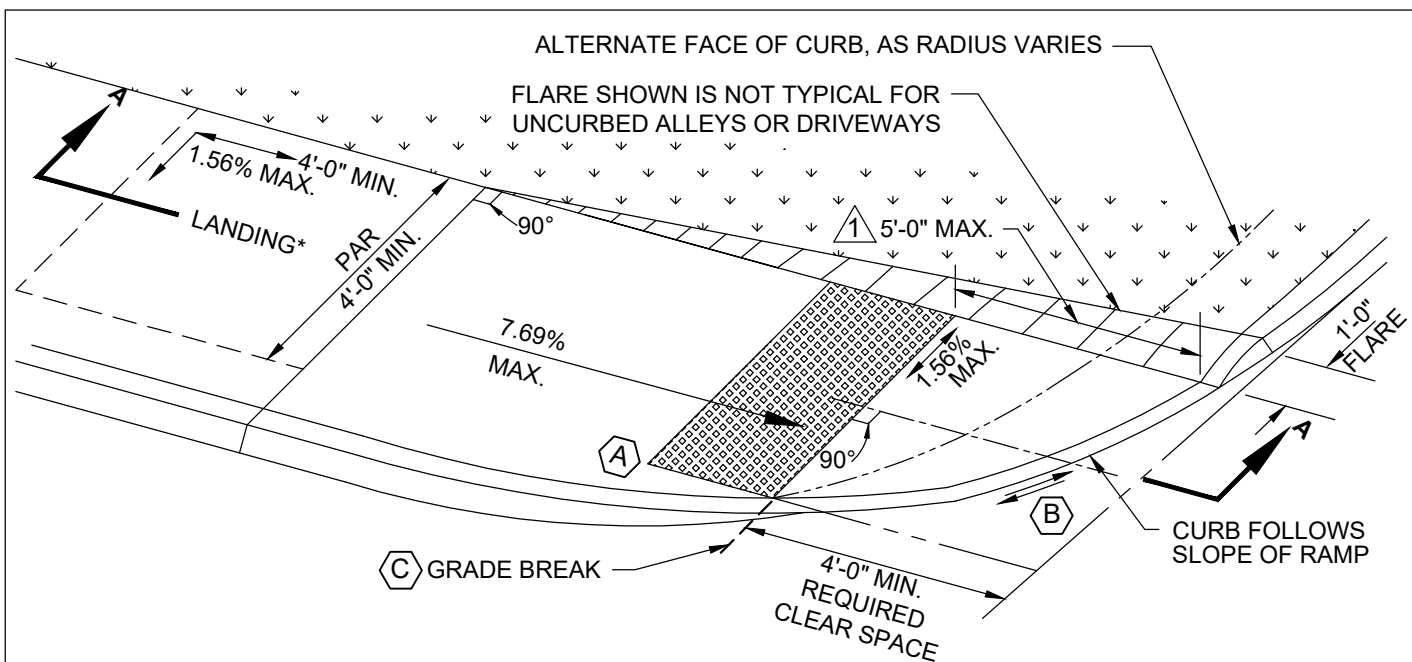 ALTERNATE FACE OF CURB, AS RADIUS VARIES
FLARE SHOWN IS NOT TYPICAL FOR
UNCURBED ALLEYS OR DRIVEWAYS
A
4'-0" MIN.
1.56% MAX.
LANDING*
PAR
4'-0" MIN.
90°
1
5'-0" MAX.
7.69%
MAX.
1.56%
MAX.
1'-0"
FLARE
A
90°
A
B
CURB FOLLOWS
SLOPE OF RAMP
C
GRADE BREAK
4'-0" MIN.
REQUIRED
CLEAR SPACE